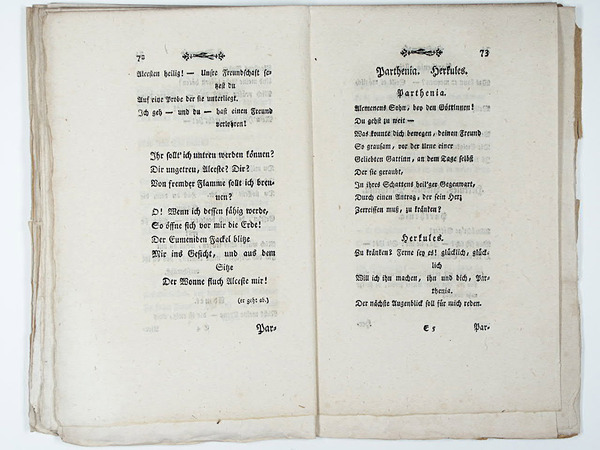 72
Alcesten heilig! — Unsre Freundschaft se-
tzest du
Auf eine Probe der sie unterliegt.
Ich geh — und du — hast einen Freund
verlohren!
Ihr sollt' ich untreu werden können?
Dir ungetreu, Alceste? Dir?
Von fremder Flamme sollt ich bren-
nen?
O! Wenn ich dessen fähig werde,
So öffne sich vor mir die Erde!
Der Eumeniden Fackel blitze
Mir ins Gesicht, und aus dem
Sitze
Der Wonne fluch Alceste mir!
(er geht ab.)
Par-
73
Parthenia. Herkules.
Parthenia.
Alcmenens Sohn, bey den Göttinnen!
Du gehst zu weit —
Was konnte dich bewegen, deinen Freund
So grausam, vor der Urne einer
Geliebten Gattinn, an dem Tage selbst
Der sie geraubt,
In ihres Schattens heil'ger Gegenwart,
Durch einen Antrag, der sein Herz
Zerreissen muß, zu kränken?
Herkules.
Zu kränken? Ferne sey es! glücklich, glück-
lich
Will ich ihn machen, ihn und dich, Par-
thenia.
Der nächste Augenblick soll für mich reden.
E 5
Par-